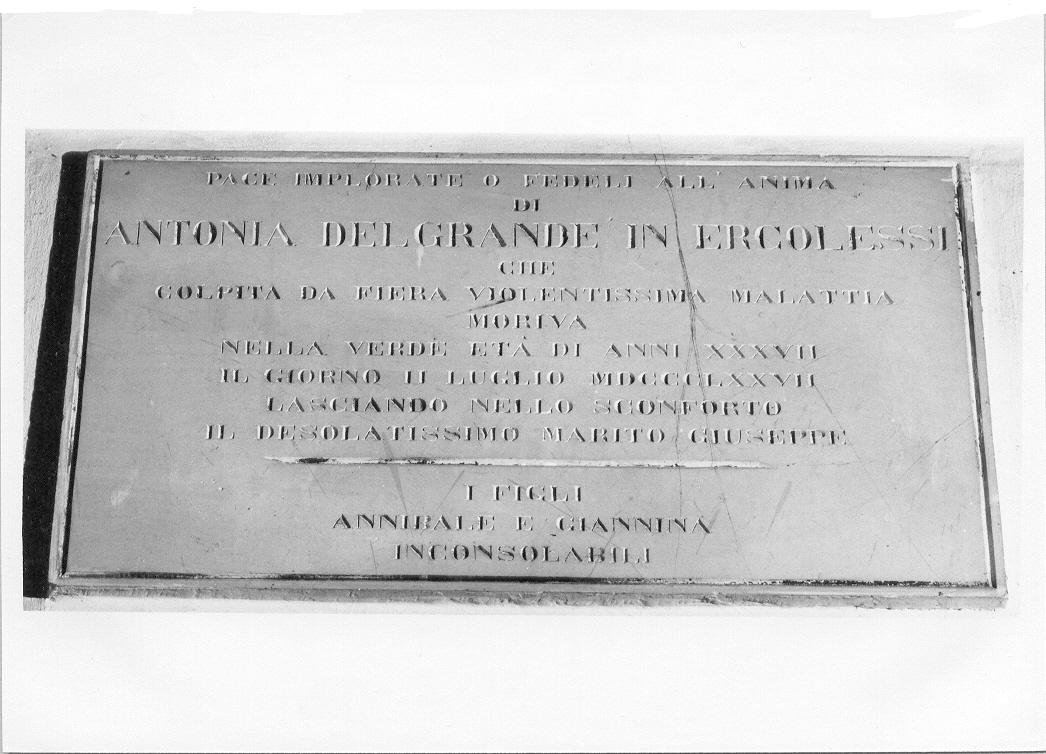 PACE IMPLORATE O FEDELI ALL' ANIMA
DI
ANTONIA DEL GRANDE IN ERCOLESSI
CHE
COLPITA DA FIERA VIOLENTISSIMA MALATTIA
MORIVA
NELLA VERDE ETÀ DI ANNI XXXVII
IL GIORNO II LUGLIO MDCCCLXXVII
LASCIANDO NELLO SCONFORTO
IL DESOLATISSIMO MARITO GIUSEPPE
I FIGLI
ANNIBALE E GIANNINA
INCONSOLABILI